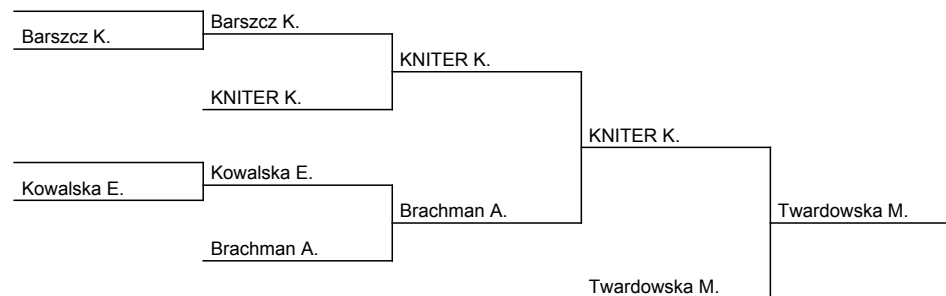 Barszcz K.
Barszcz K.
KNITER K.
KNITER K.
KNITER K.
Kowalska E.
Kowalska E.
Brachman A.
Twardowska M.
Brachman A.
Twardowska M.